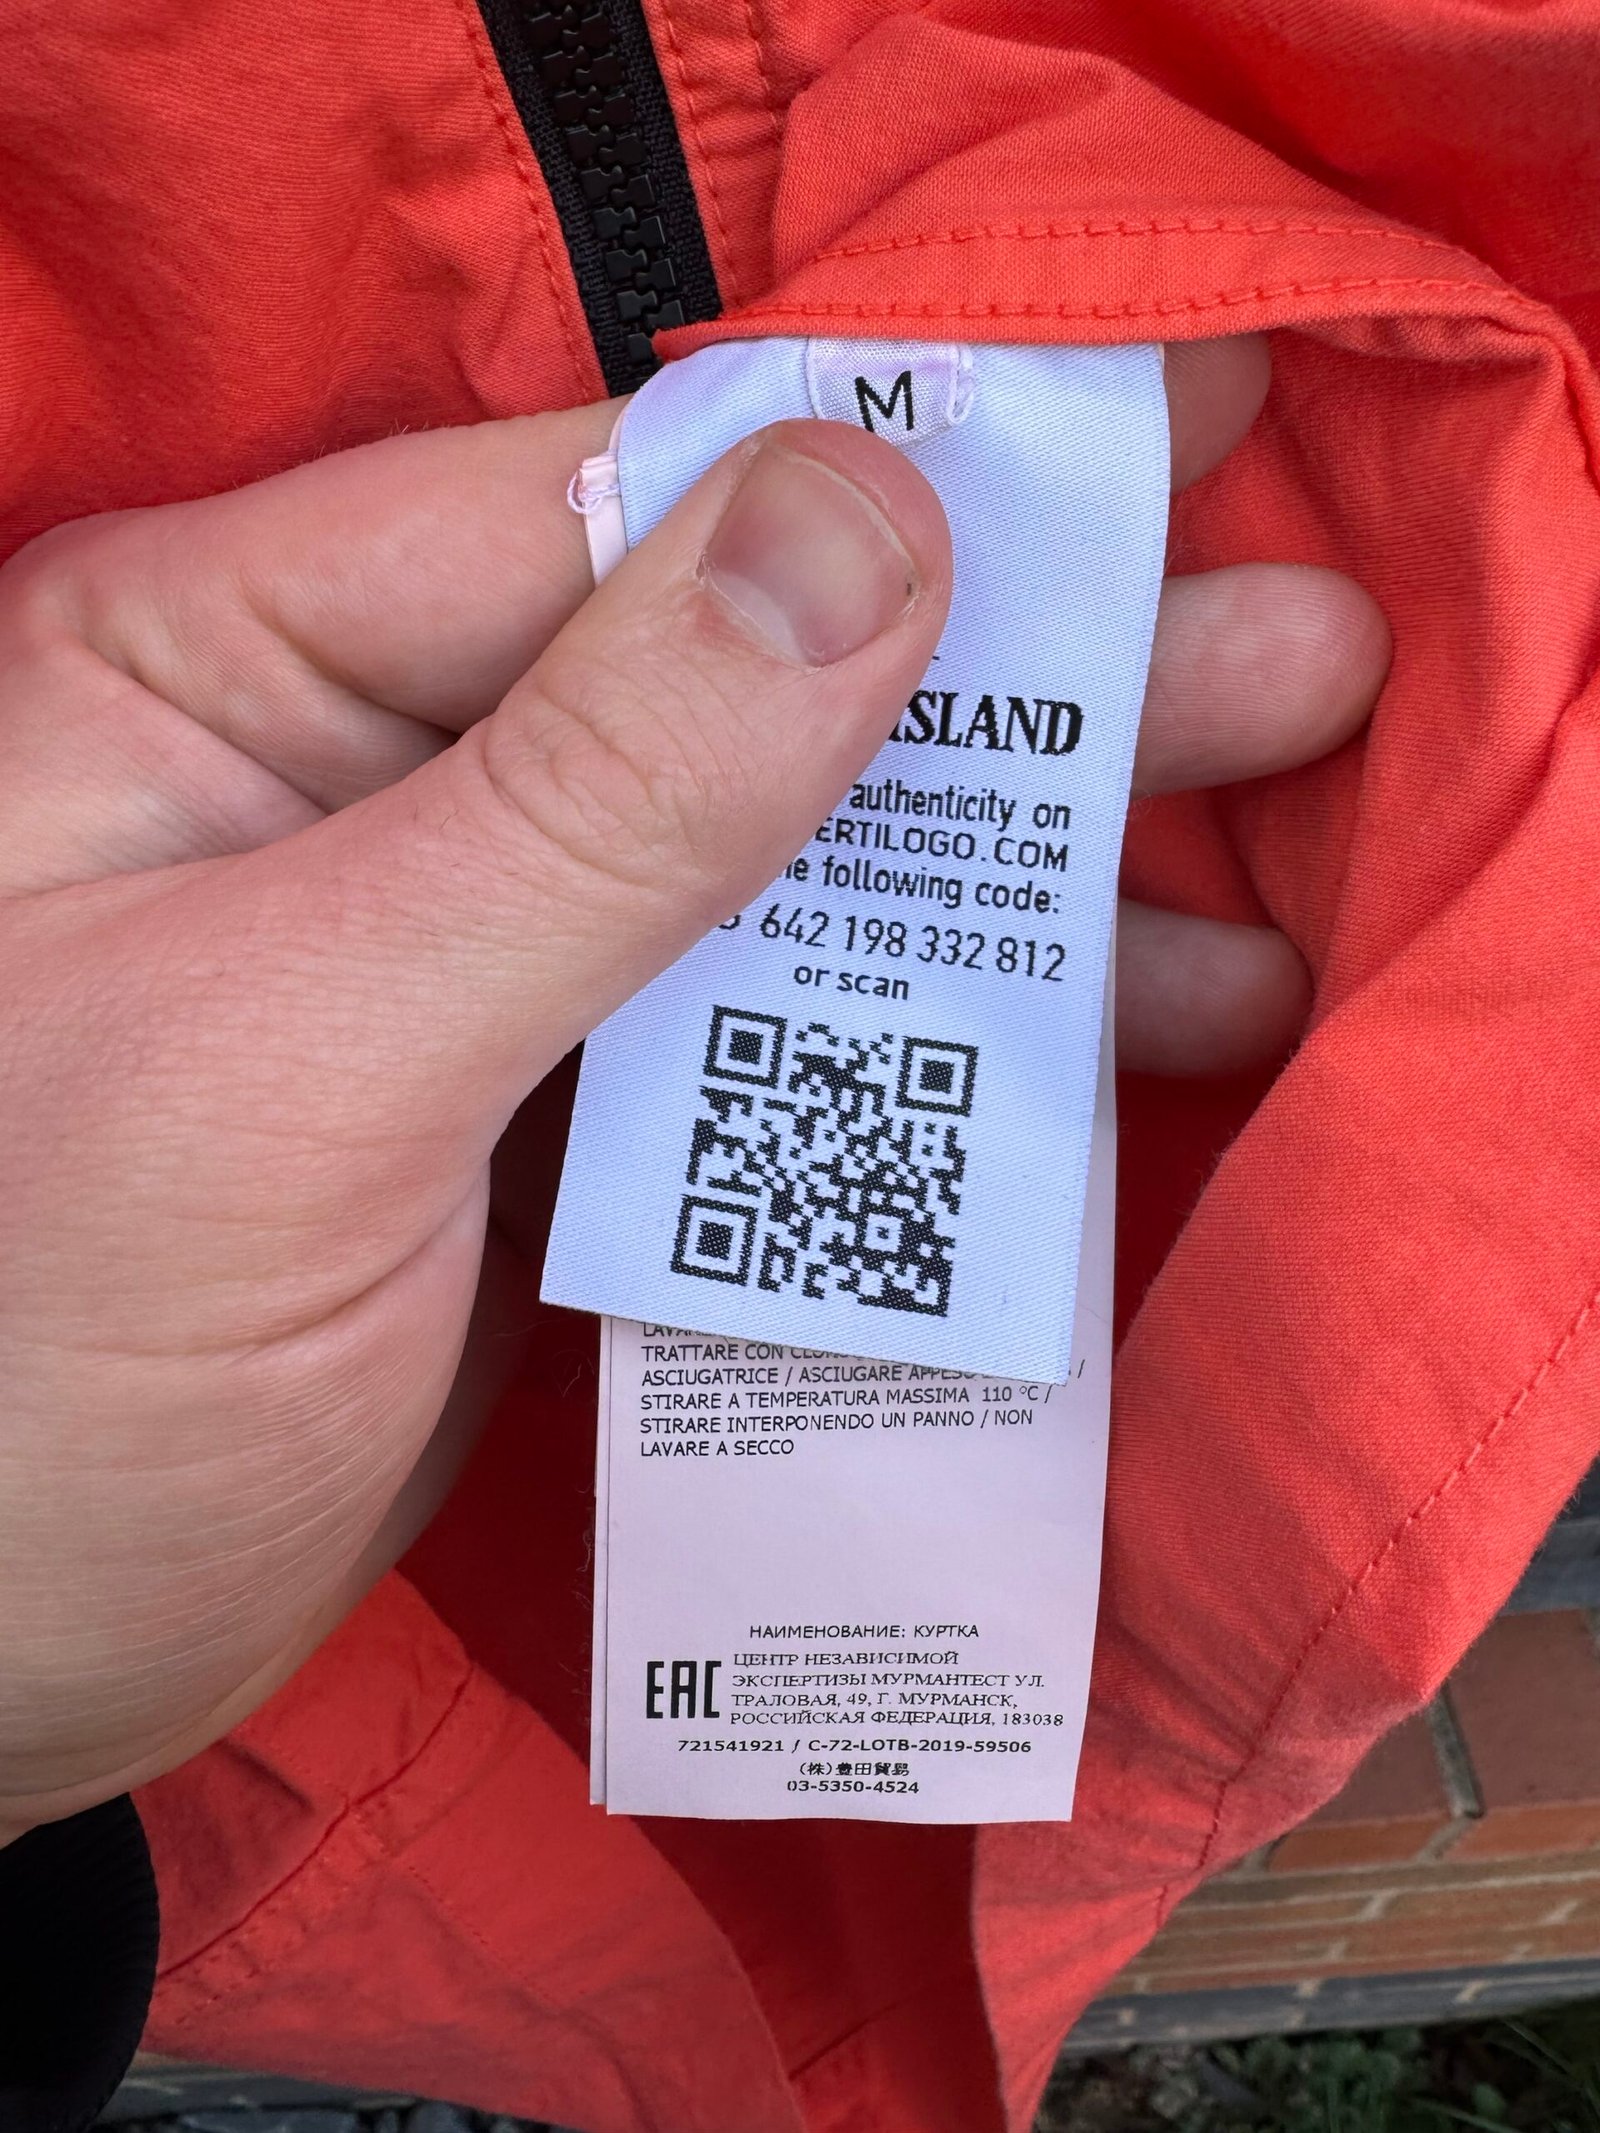 M
ISLAND
authenticity on
ERTILOGO.COM
following code:
642 198 332 812
or scan
TRATTARE CON
ASCIUGATRICE / ASCIUGARE /
STIRARE A TEMPERATURA MASSIMA 110 °C /
STIRARE INTERPONENDO UN PANNO / NON
LAVARE A SECCO
НАИМЕНОВАНИЕ: КУРТКА
EAC
ЦЕНТР НЕЗАВИСИМОЙ
ЭКСПЕРТИЗЫ МУРМАНТЕСТ УЛ.
ТРАЛОВАЯ, 49, Г. МУРМАНСК,
РОССИЙСКАЯ ФЕДЕРАЦИЯ, 183038
721541921 / C-72-LOTB-2019-59506
(株)豊田貿易
03-5350-4524